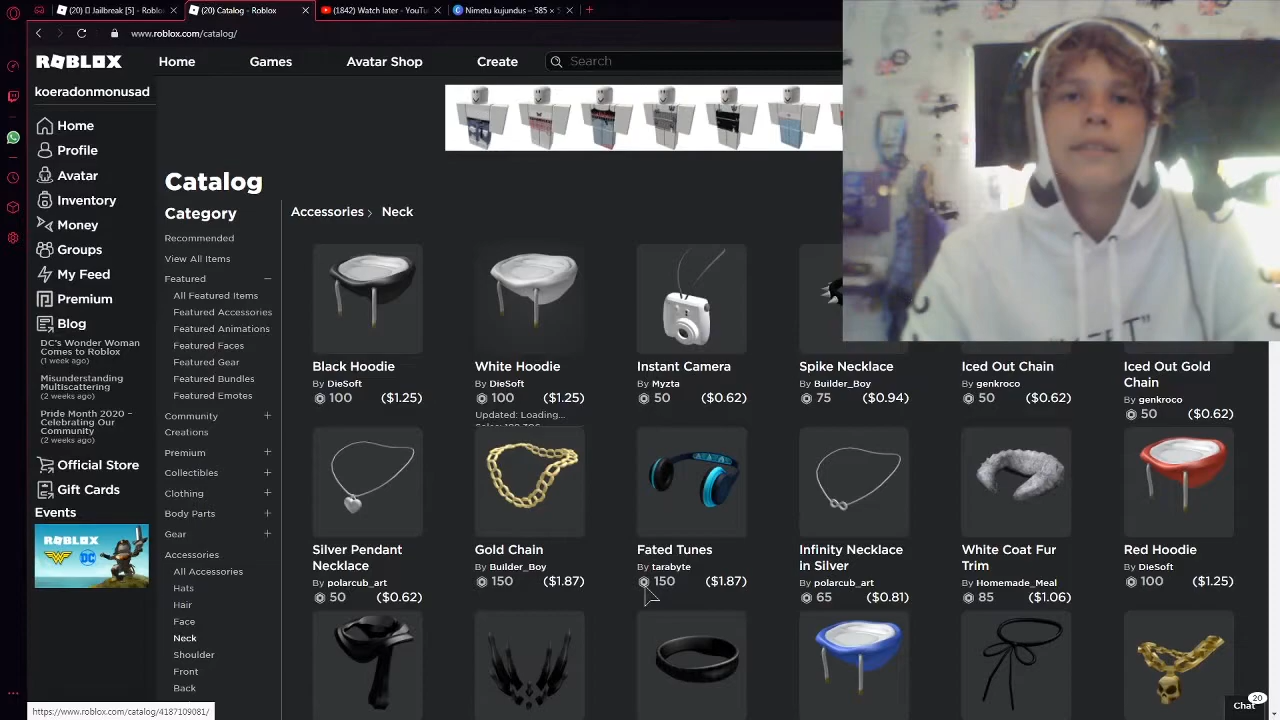 (20) Jailbreak [5] - Roblo
(20) Catalog - Roblox
(1842) Watch later - YouTu
Nimetu kujundus – 585 × 5
www.roblox.com/catalog/
ROBLOX
Home
Games
Avatar Shop
Create
Search
koeradonmonusad
Home
Profile
Avatar
Inventory
Money
Groups
My Feed
Premium
Blog
DC's Wonder Woman
Comes to Roblox
(1 week ago)
Misunderstanding
Multiscattering
(2 weeks ago)
Pride Month 2020 –
Celebrating Our
Community
(2 weeks ago)
Official Store
Gift Cards
Events
ROBLOX
DC
Catalog
Category
Recommended
View All Items
Featured
All Featured Items
Featured Accessories
Featured Animations
Featured Faces
Featured Gear
Featured Bundles
Featured Emotes
Community
Creations
Premium
Collectibles
Clothing
Body Parts
Gear
Accessories
All Accessories
Hats
Hair
Face
Neck
Shoulder
Front
Back
Accessories › Neck
Black Hoodie
By DieSoft
100 ($1.25)
White Hoodie
By DieSoft
100 ($1.25)
Updated: Loading...
Instant Camera
By Myzta
50 ($0.62)
Spike Necklace
By Builder_Boy
75 ($0.94)
Iced Out Chain
By genkroco
50 ($0.62)
Iced Out Gold
Chain
By genkroco
50 ($0.62)
Silver Pendant
Necklace
By polarcub_art
50 ($0.62)
Gold Chain
By Builder_Boy
150 ($1.87)
Fated Tunes
By tarabyte
150 ($1.87)
Infinity Necklace
in Silver
By polarcub_art
65 ($0.81)
White Coat Fur
Trim
By Homemade_Meal
85 ($1.06)
Red Hoodie
By DieSoft
100 ($1.25)
Chat
20
https://www.roblox.com/catalog/4187109081/